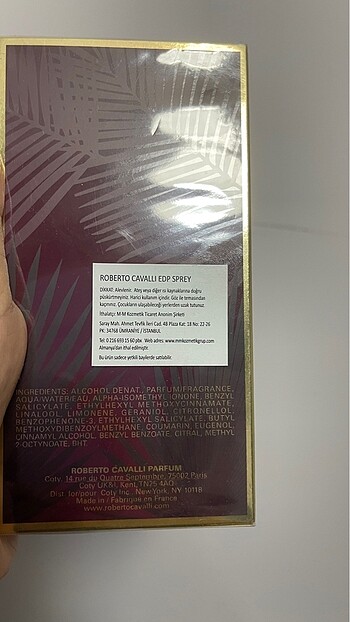 ROBERTO CAVALLI EDP SPREY
DİKKAT: Alevlenir. Ateş veya diğer ısı kaynaklarına doğru
püskürtmeyiniz. Harici kullanım içindir. Göz ile temasından
kaçınınız. Çocukların ulaşabileceği yerlerden uzak tutunuz.
İthalatçı: M-M Kozmetik Ticaret Anonim Şirketi
Saray Mah. Ahmet Tevfik İleri Cad. 4B Plaza Kat: 18 No: 22-26
PK: 34768 ÜMRANİYE / İSTANBUL
Tel: 0 216 693 15 60 pbx Web adres: www.mmkozmetikgrup.com
Almanya'dan ithal edilmiştir.
Bu ürün sadece yetkili bayilerde satılabilir.
INGREDIENTS: ALCOHOL DENAT., PARFUM/FRAGRANCE,
AQUA/WATER/EAU, ALPHA-ISOMETHYL IONONE, BENZYL
SALICYLATE, ETHYLHEXYL METHOXYCINNAMATE,
LINALOOL, LIMONENE, GERANIOL, CITRONELLOL,
BENZOPHENONE-3, ETHYLHEXYL SALICYLATE, BUTYL
METHOXYDIBENZOYLMETHANE, COUMARIN, EUGENOL,
CINNAMYL ALCOHOL, BENZYL BENZOATE, CITRAL, METHYL
2-OCTYNOATE, BHT.
ROBERTO CAVALLI PARFUM
Coty, 14 rue du Quatre Septembre, 75002 Paris
Coty UK&I, Kent, TN25 4AQ
Dist. for/pour Coty Inc., New York, NY 10118
Made in / Fabriqué en France
www.robertocavalli.com